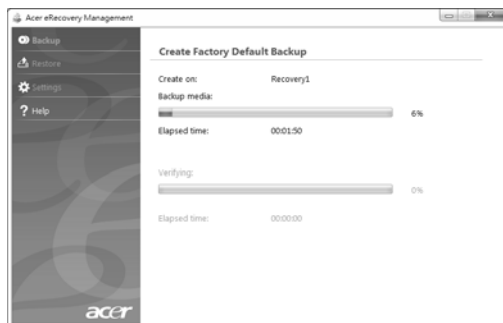 Acer eRecovery Management
Backup
Restore
Settings
Help
Create Factory Default Backup
Create on: Recovery1
Backup media:
6%
Elapsed time: 00:01:50
Verifying:
0%
Elapsed time: 00:00:00
acer